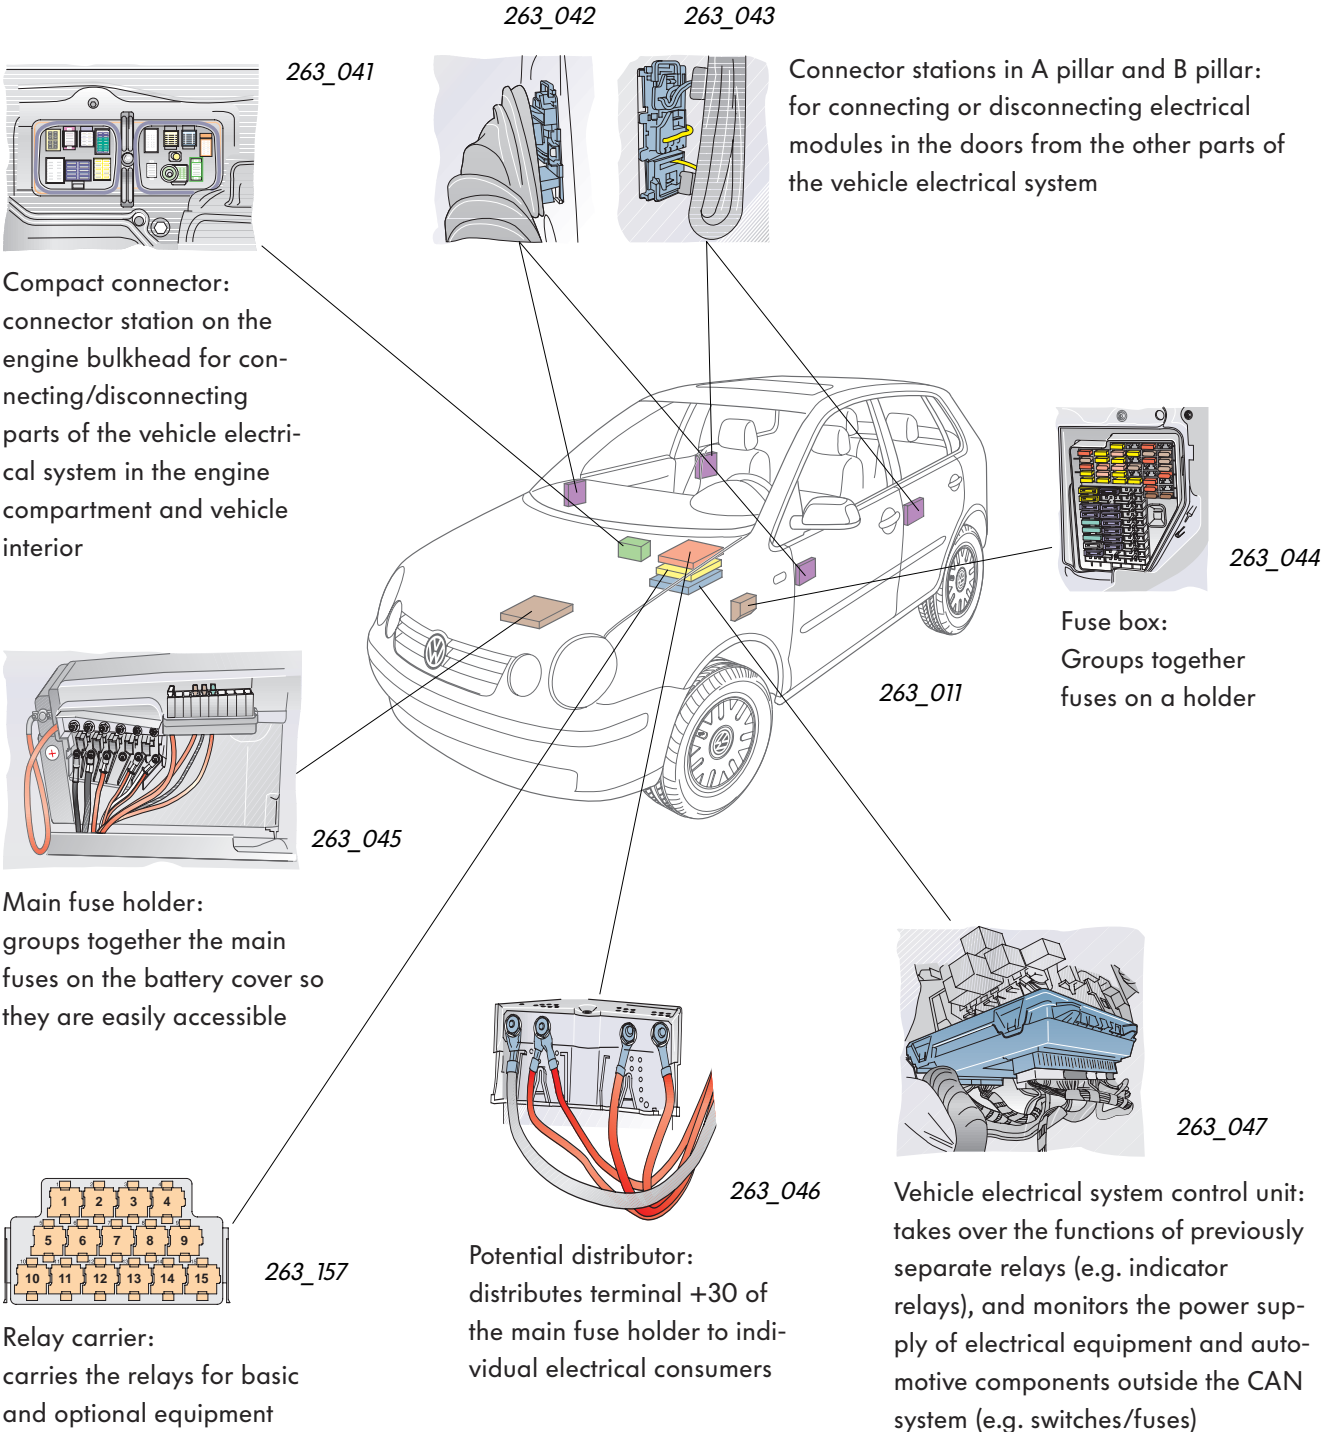 263_042
263_043
263_041
Connector stations in A pillar and B pillar:
for connecting or disconnecting electrical
modules in the doors from the other parts of
the vehicle electrical system
Compact connector:
connector station on the
engine bulkhead for con-
necting/disconnecting
parts of the vehicle electri-
cal system in the engine
compartment and vehicle
interior
263_044
Fuse box:
Groups together
fuses on a holder
263_011
263_045
Main fuse holder:
groups together the main
fuses on the battery cover so
they are easily accessible
263_047
Vehicle electrical system control unit:
takes over the functions of previously
separate relays (e.g. indicator
relays), and monitors the power sup-
ply of electrical equipment and auto-
motive components outside the CAN
system (e.g. switches/fuses)
263_046
Potential distributor:
distributes terminal +30 of
the main fuse holder to indi-
vidual electrical consumers
1 2 3 4
5 6 7 8 9
10 11 12 13 14 15
263_157
Relay carrier:
carries the relays for basic
and optional equipment